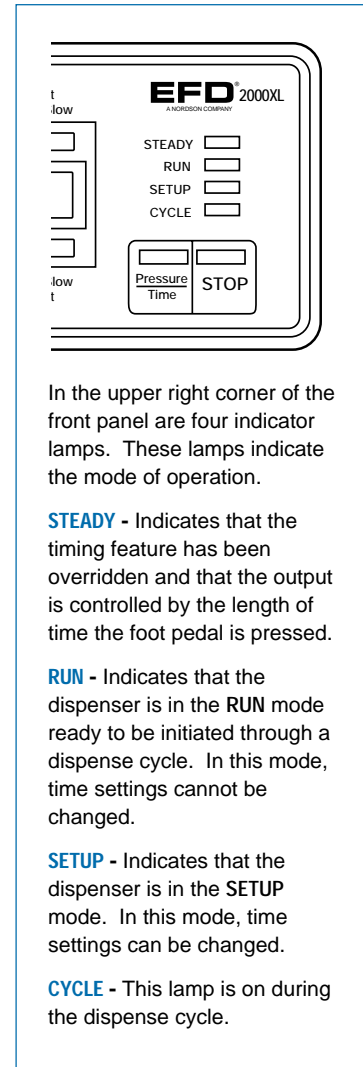 t
low
EFD® 2000XL
A NORDSON COMPANY
STEADY
RUN
SETUP
CYCLE
low
t
Pressure
Time
STOP
In the upper right corner of the
front panel are four indicator
lamps. These lamps indicate
the mode of operation.
STEADY - Indicates that the
timing feature has been
overridden and that the output
is controlled by the length of
time the foot pedal is pressed.
RUN - Indicates that the
dispenser is in the RUN mode
ready to be initiated through a
dispense cycle. In this mode,
time settings cannot be
changed.
SETUP - Indicates that the
dispenser is in the SETUP
mode. In this mode, time
settings can be changed.
CYCLE - This lamp is on during
the dispense cycle.